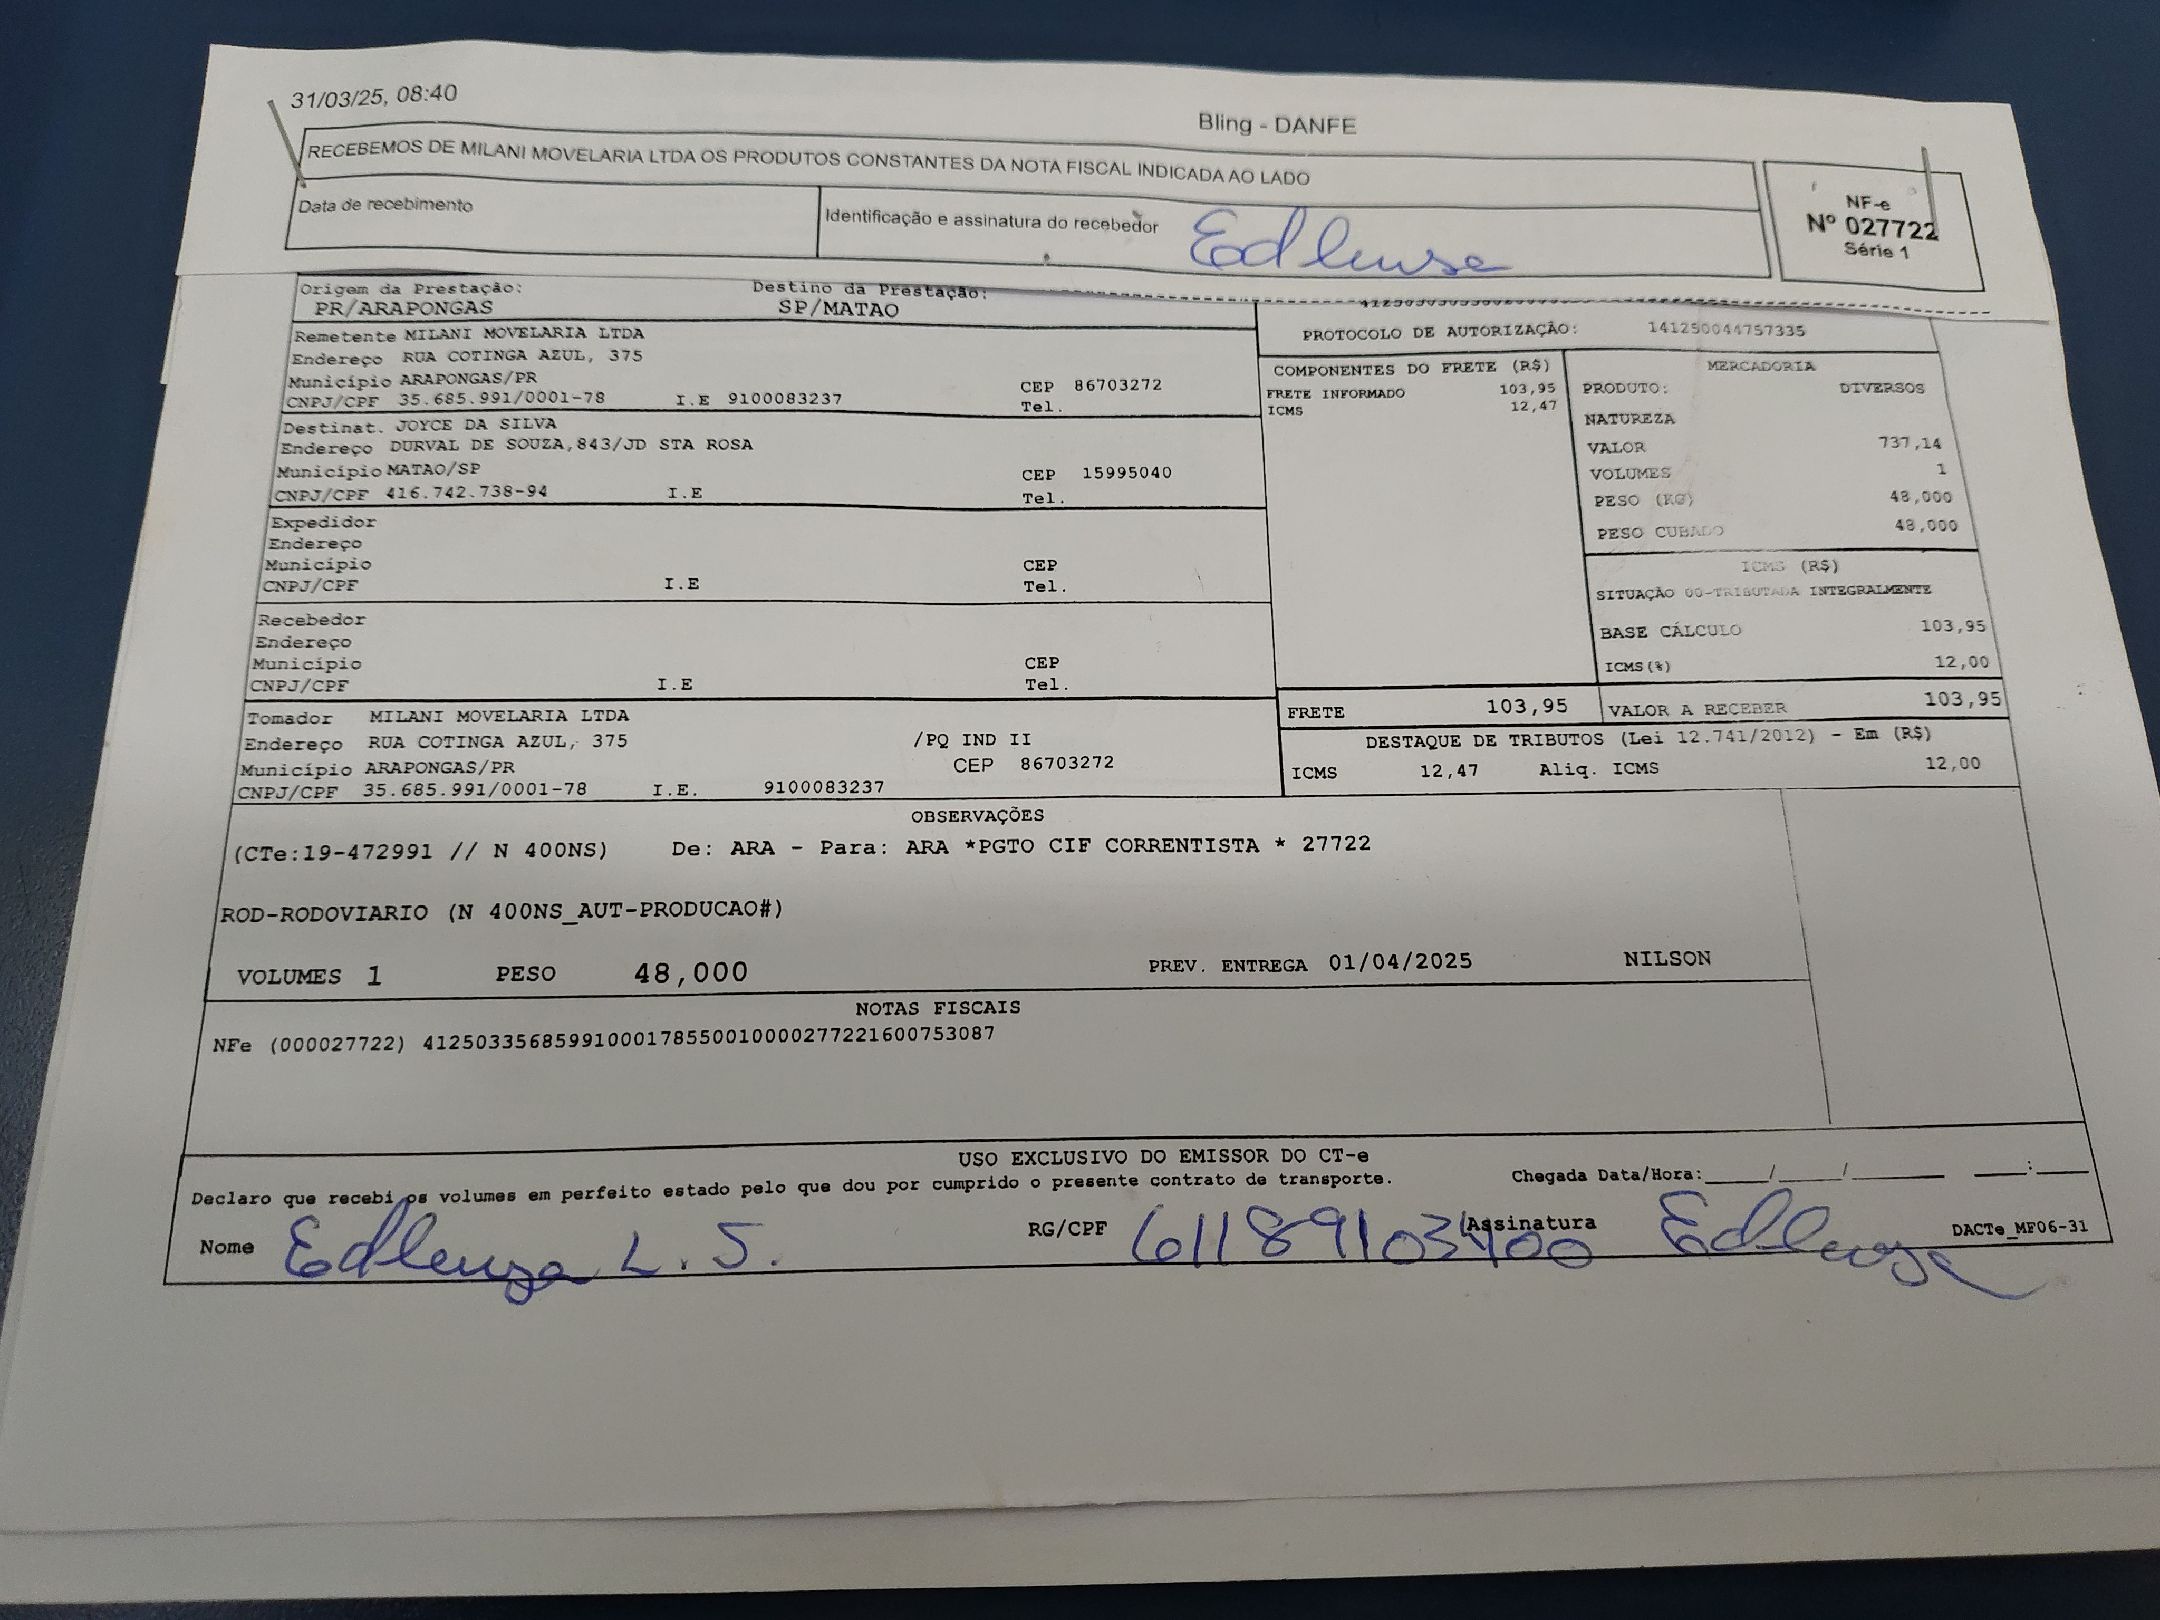 31/03/25, 08:40
Bling - DANFE
RECEBEMOS DE MILANI MOVELARIA LTDA OS PRODUTOS CONSTANTES DA NOTA FISCAL INDICADA AO LADO
Data de recebimento
Identificação e assinatura do recebedor
NF-e
Nº 027722
Série 1
Origem da Prestação: Destino da Prestação:
PR/ARAPONGAS SP/MATAO
Remetente MILANI MOVELARIA LTDA
Endereço RUA COTINGA AZUL, 375
Município ARAPONGAS/PR CEP 86703272
CNPJ/CPF 35.685.991/0001-78 I.E 9100083237 Tel.
Destinat. JOYCE DA SILVA
Endereço DURVAL DE SOUZA,843/JD STA ROSA
Município MATAO/SP CEP 15995040
CNPJ/CPF 416.742.738-94 I.E Tel.
Expedidor
Endereço
Município CEP
CNPJ/CPF I.E Tel.
Recebedor
Endereço
Município CEP
CNPJ/CPF I.E Tel.
Tomador MILANI MOVELARIA LTDA
Endereço RUA COTINGA AZUL, 375 /PQ IND II
Município ARAPONGAS/PR CEP 86703272
CNPJ/CPF 35.685.991/0001-78 I.E. 9100083237
PROTOCOLO DE AUTORIZAÇÃO: 141250044757335
COMPONENTES DO FRETE (R$)
FRETE INFORMADO 103,95
ICMS 12,47
MERCADORIA
PRODUTO: DIVERSOS
NATUREZA
VALOR 737,14
VOLUMES 1
PESO (KG) 48,000
PESO CUBADO 48,000
ICMS (R$)
SITUAÇÃO 00-TRIBUTADA INTEGRALMENTE
BASE CÁLCULO 103,95
ICMS(%) 12,00
FRETE 103,95 VALOR A RECEBER 103,95
DESTAQUE DE TRIBUTOS (Lei 12.741/2012) - Em (R$)
ICMS 12,47 Aliq. ICMS 12,00
OBSERVAÇÕES
(CTe:19-472991 // N 400NS) De: ARA - Para: ARA *PGTO CIF CORRENTISTA * 27722
ROD-RODOVIARIO (N 400NS_AUT-PRODUCAO#)
VOLUMES 1 PESO 48,000 PREV. ENTREGA 01/04/2025 NILSON
NOTAS FISCAIS
NFe (000027722) 41250335685991000178550010000277221600753087
USO EXCLUSIVO DO EMISSOR DO CT-e
Declaro que recebi os volumes em perfeito estado pelo que dou por cumprido o presente contrato de transporte. Chegada Data/Hora:____/____/______ ___:___
Nome Edleuza L. S. RG/CPF 61189103400 Assinatura Edleuza DACTe_MF06-31